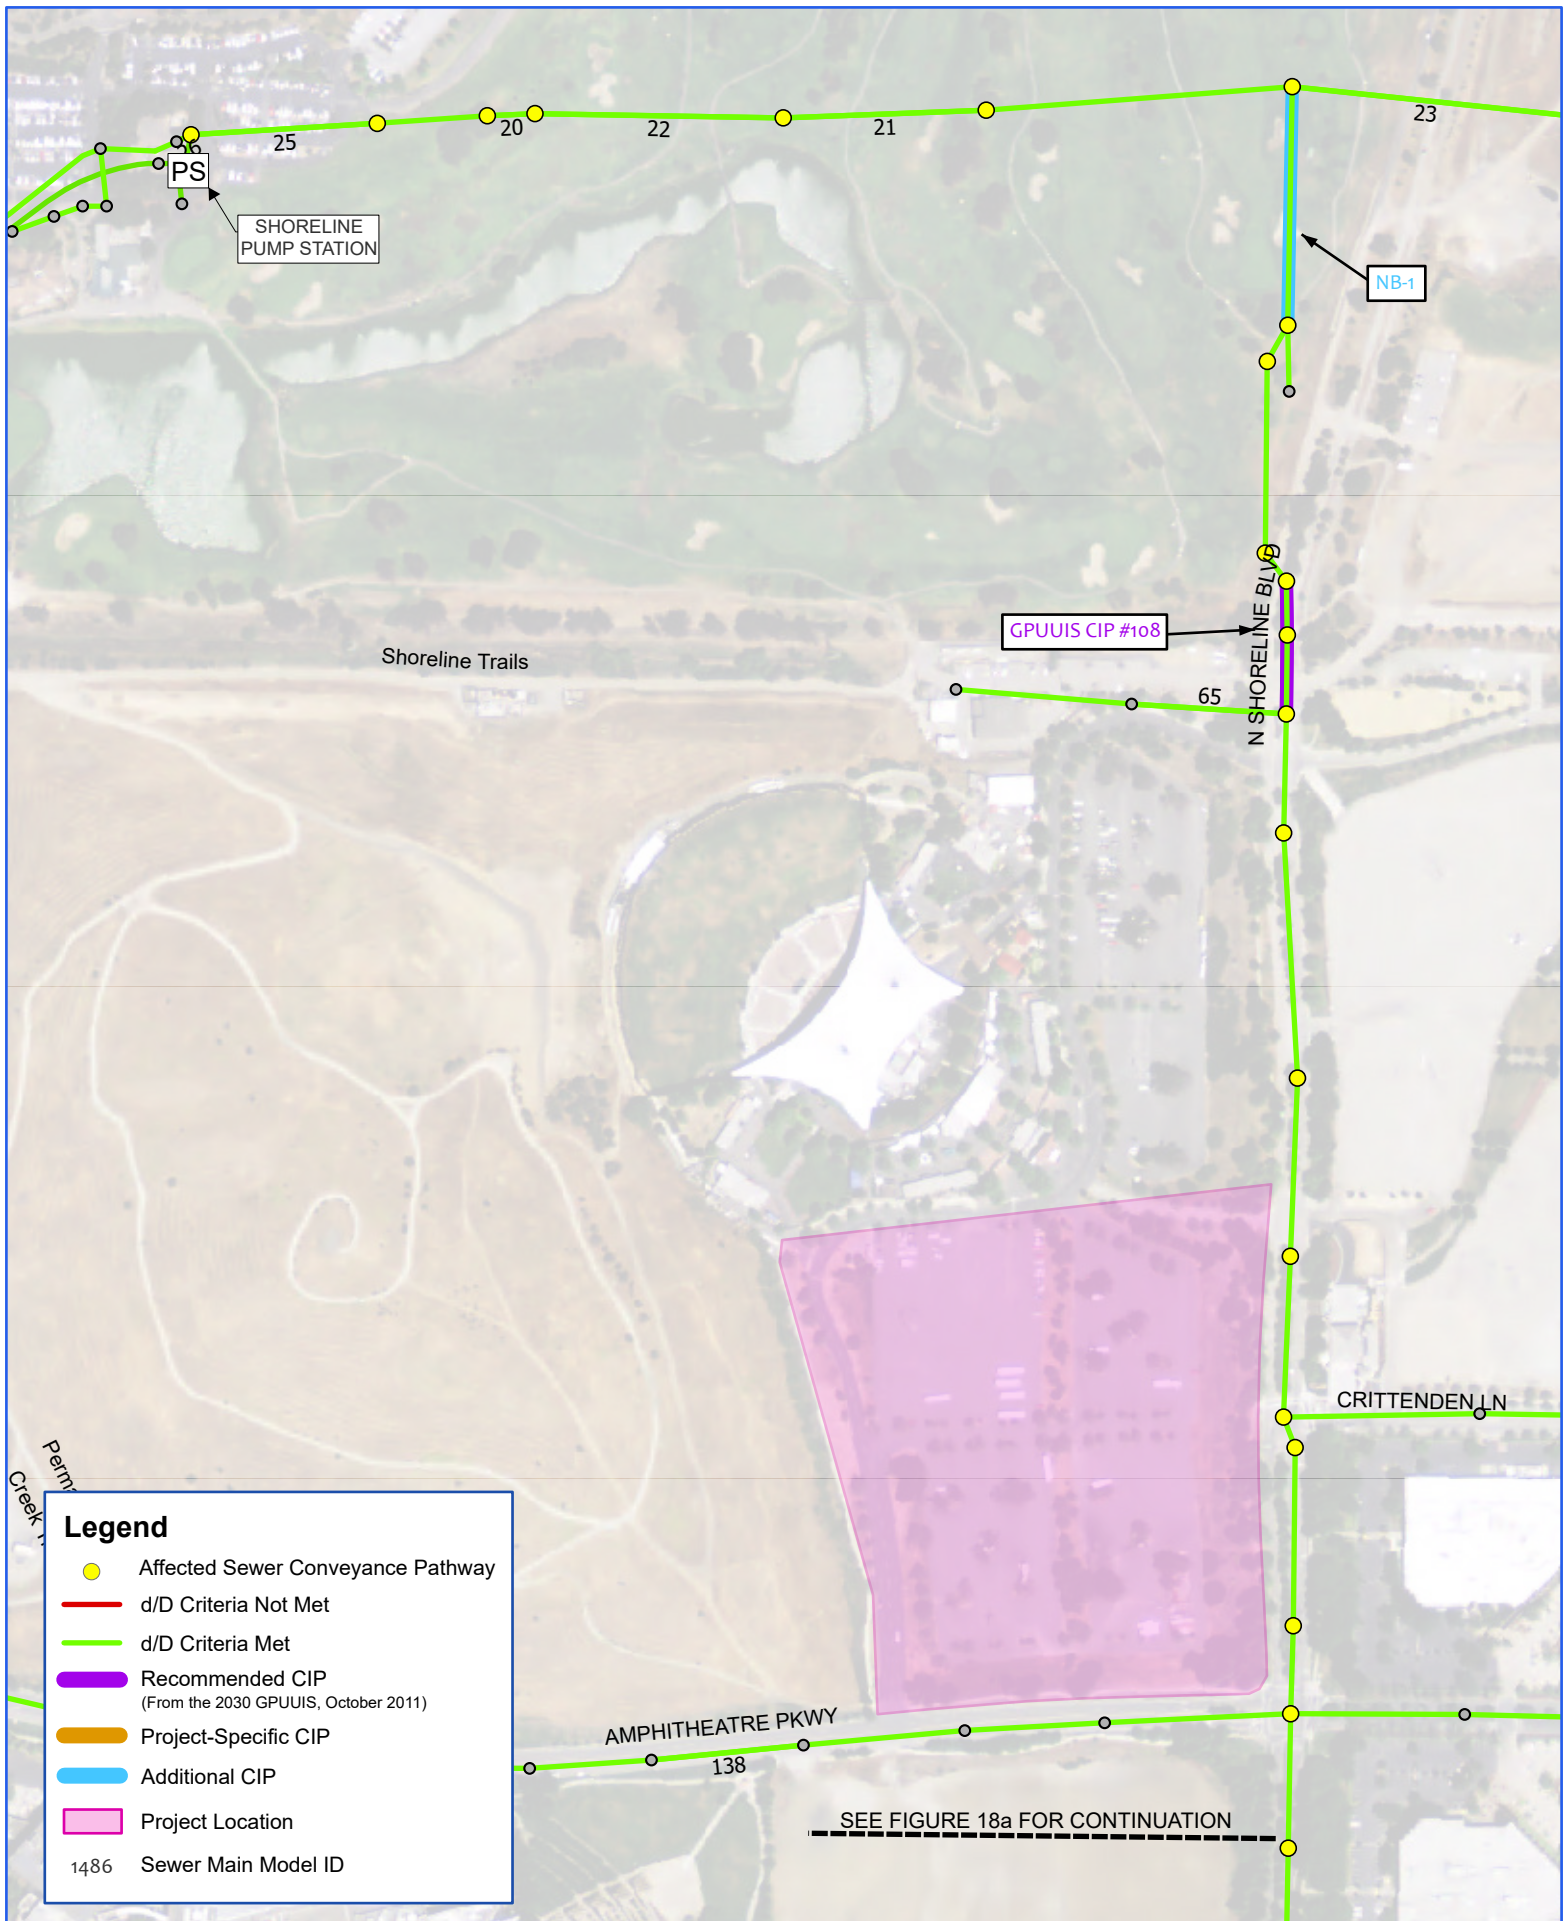 25
20
22
21
23
PS
SHORELINE
PUMP STATION
NB-1
N SHORELINE BLVD
GPUUIS CIP #108
Shoreline Trails
65
CRITTENDEN LN
Creek
AMPHITHEATRE PKWY
138
SEE FIGURE 18a FOR CONTINUATION
Legend
Affected Sewer Conveyance Pathway
d/D Criteria Not Met
d/D Criteria Met
Recommended CIP
(From the 2030 GPUUIS, October 2011)
Project-Specific CIP
Additional CIP
Project Location
1486 Sewer Main Model ID